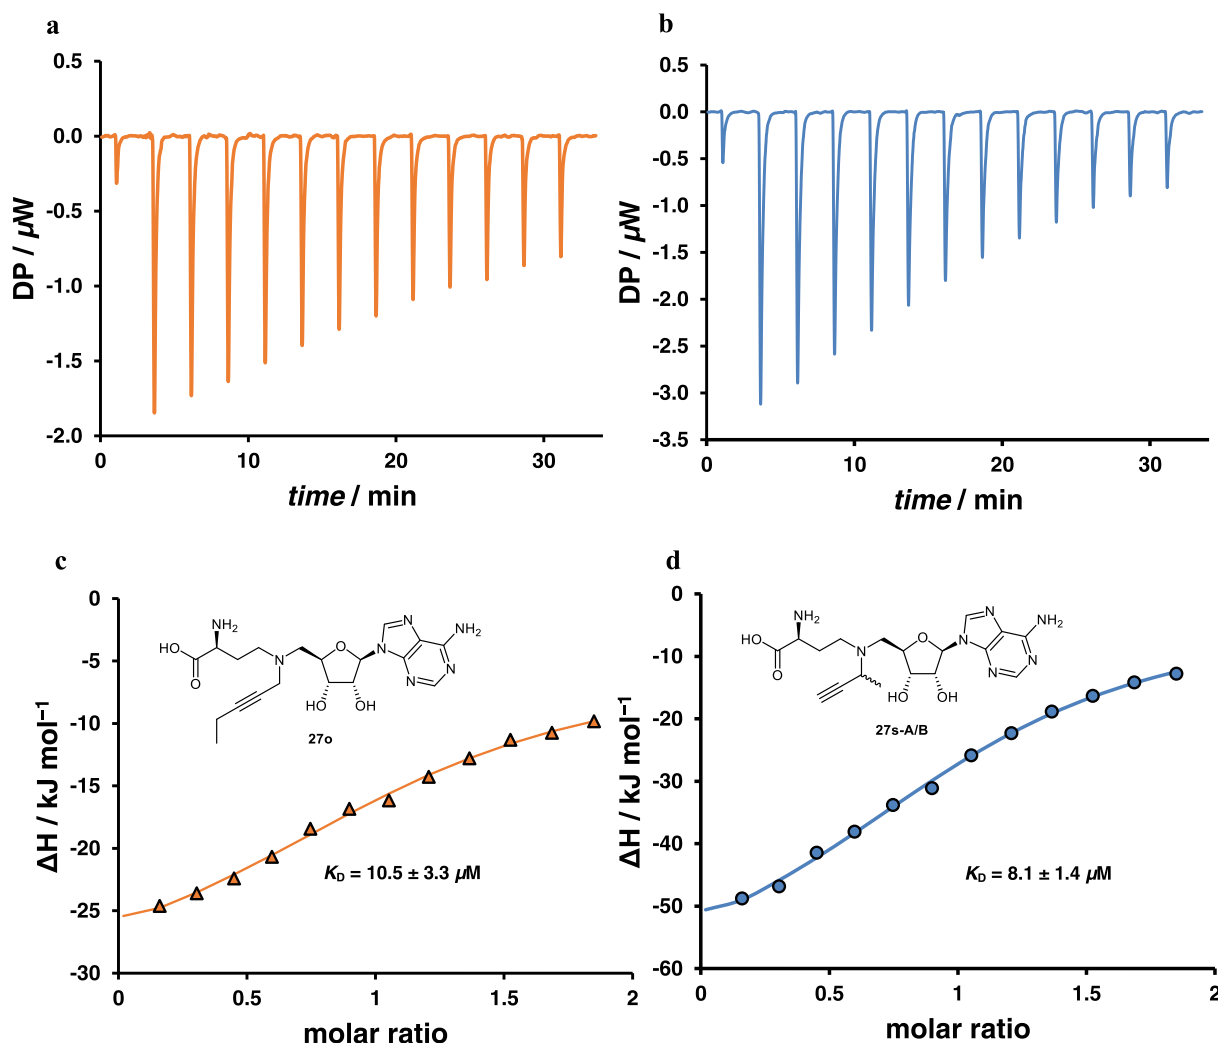 a
0.5
0.0
-0.5
-1.0
-1.5
-2.0
DP / µW
0 10 20 30
time / min
b
0.5
0.0
-0.5
-1.0
-1.5
-2.0
-2.5
-3.0
-3.5
DP / µW
0 10 20 30
time / min
c
0
-5
-10
-15
-20
-25
-30
ΔH / kJ mol⁻¹
NH₂
HO
O
N
O
N
N
N
N
NH₂
HO
OH
27o
K_D = 10.5 ± 3.3 µM
0 0.5 1 1.5 2
molar ratio
d
0
-10
-20
-30
-40
-50
-60
ΔH / kJ mol⁻¹
NH₂
HO
O
N
O
N
N
N
N
NH₂
HO
OH
27s-A/B
K_D = 8.1 ± 1.4 µM
0 0.5 1 1.5 2
molar ratio